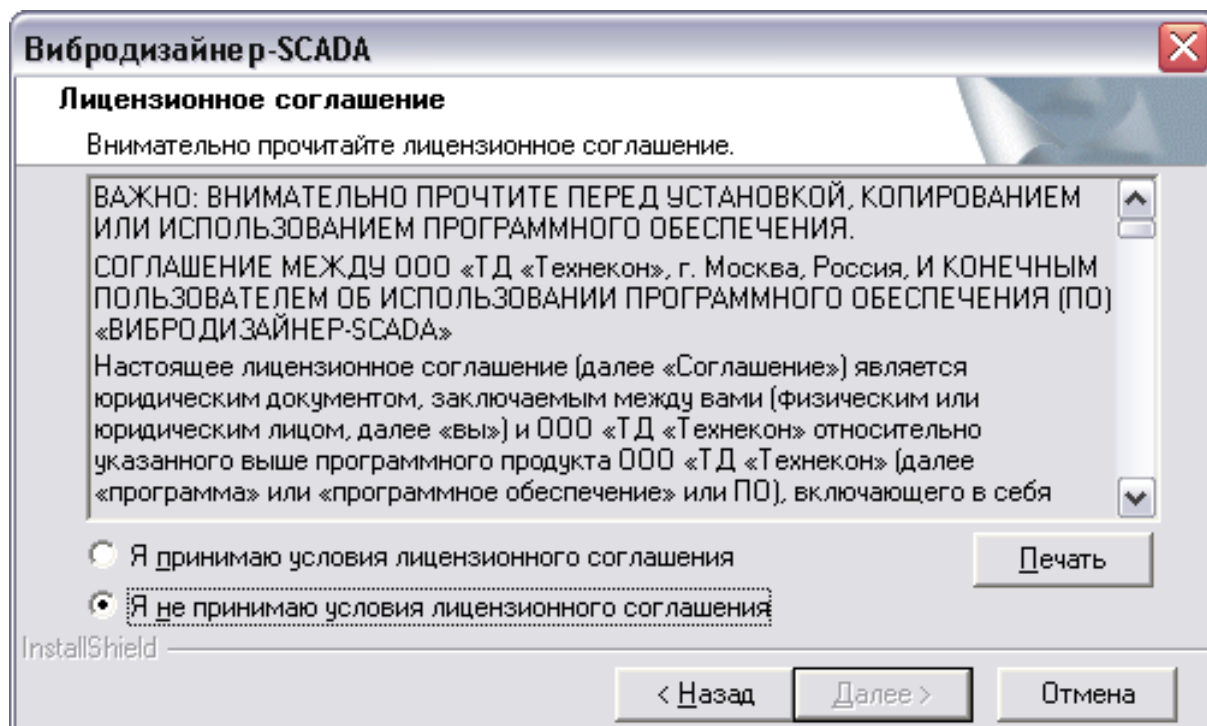 Вибродизайнер-SCADA
Лицензионное соглашение
Внимательно прочитайте лицензионное соглашение.
ВАЖНО: ВНИМАТЕЛЬНО ПРОЧТИТЕ ПЕРЕД УСТАНОВКОЙ, КОПИРОВАНИЕМ
ИЛИ ИСПОЛЬЗОВАНИЕМ ПРОГРАММНОГО ОБЕСПЕЧЕНИЯ.
СОГЛАШЕНИЕ МЕЖДУ ООО «ТД «Технекон», г. Москва, Россия, И КОНЕЧНЫМ
ПОЛЬЗОВАТЕЛЕМ ОБ ИСПОЛЬЗОВАНИИ ПРОГРАММНОГО ОБЕСПЕЧЕНИЯ (ПО)
«ВИБРОДИЗАЙНЕР-SCADA»
Настоящее лицензионное соглашение (далее «Соглашение») является
юридическим документом, заключаемым между вами (физическим или
юридическим лицом, далее «вы») и ООО «ТД «Технекон» относительно
указанного выше программного продукта ООО «ТД «Технекон» (далее
«программа» или «программное обеспечение» или ПО), включающего в себя
Я принимаю условия лицензионного соглашения
Печать
Я не принимаю условия лицензионного соглашения
InstallShield
< Назад
Далее >
Отмена